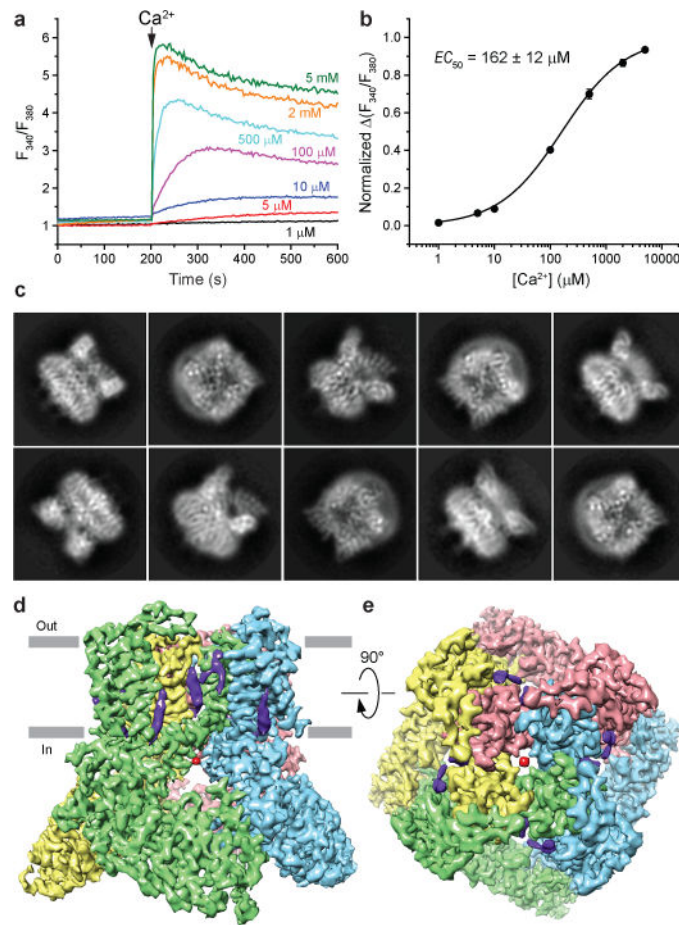 a
Ca²⁺
F₃₄₀/F₃₈₀
6
5
4
3
2
1
5 mM
2 mM
500 µM
100 µM
10 µM
5 µM
1 µM
0 100 200 300 400 500 600
Time (s)
b
EC₅₀ = 162 ± 12 µM
Normalized Δ(F₃₄₀/F₃₈₀)
1.0
0.8
0.6
0.4
0.2
0.0
1 10 100 1000 10000
[Ca²⁺] (µM)
c
d
Out
In
90°
e